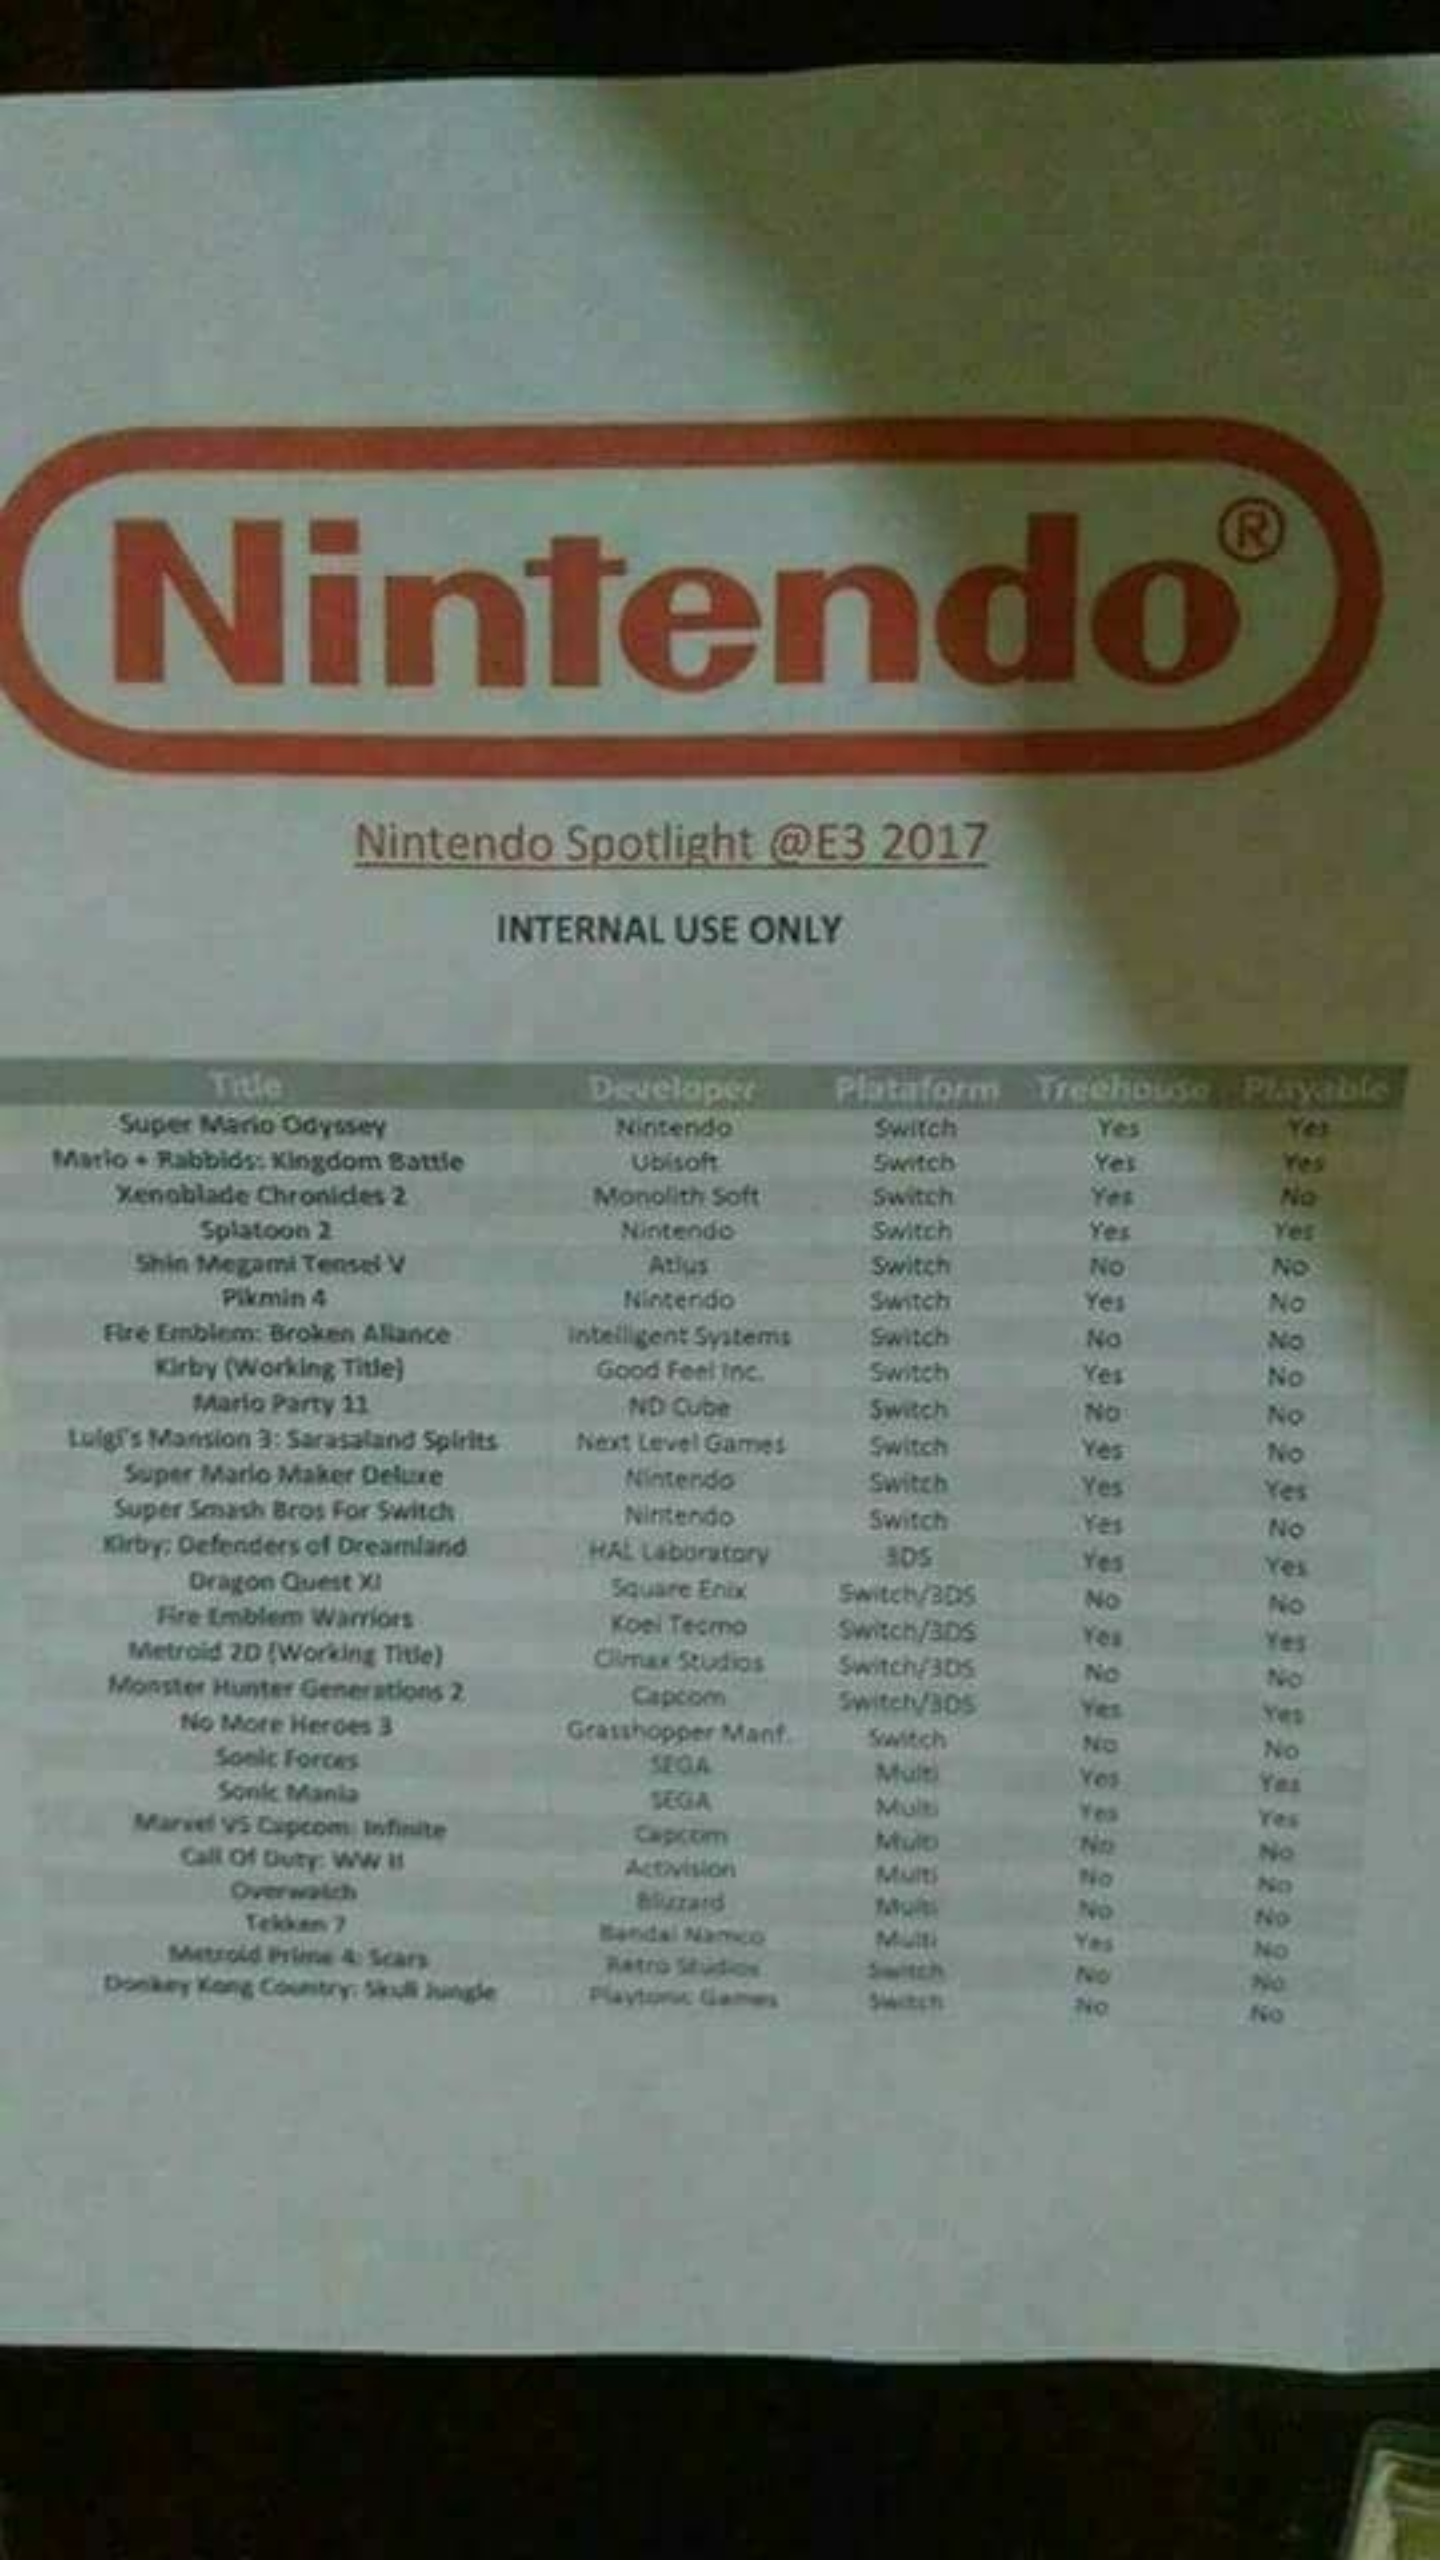 Nintendo®
Nintendo Spotlight @E3 2017
INTERNAL USE ONLY
Title Developer Plataform Treehouse Playable
Super Mario Odyssey Nintendo Switch Yes Yes
Mario + Rabbids: Kingdom Battle Ubisoft Switch Yes Yes
Xenoblade Chronicles 2 Monolith Soft Switch Yes No
Splatoon 2 Nintendo Switch Yes Yes
Shin Megami Tensei V Atlus Switch No No
Pikmin 4 Nintendo Switch Yes No
Fire Emblem: Broken Aliance Intelligent Systems Switch No No
Kirby (Working Title) Good Feel Inc. Switch Yes No
Mario Party 11 ND Cube Switch No No
Luigi's Mansion 3: Sarasaland Spirits Next Level Games Switch Yes No
Super Mario Maker Deluxe Nintendo Switch Yes Yes
Super Smash Bros For Switch Nintendo Switch Yes No
Kirby: Defenders of Dreamland HAL Laboratory 3DS Yes Yes
Dragon Quest XI Square Enix Switch/3DS No No
Fire Emblem Warriors Koei Tecmo Switch/3DS Yes Yes
Metroid 2D (Working Title) Climax Studios Switch/3DS No No
Monster Hunter Generations 2 Capcom Switch/3DS Yes Yes
No More Heroes 3 Grasshopper Manf. Switch No No
Sonic Forces SEGA Multi Yes Yes
Sonic Mania SEGA Multi Yes Yes
Marvel VS Capcom: Infinite Capcom Multi No No
Call Of Duty: WW II Activision Multi No No
Overwatch Blizzard Multi No No
Tekken 7 Bandai Namco Multi Yes No
Metroid Prime 4: Scars Retro Studios Switch No No
Donkey Kong Country: Skull Jungle Playtonic Games Switch No No